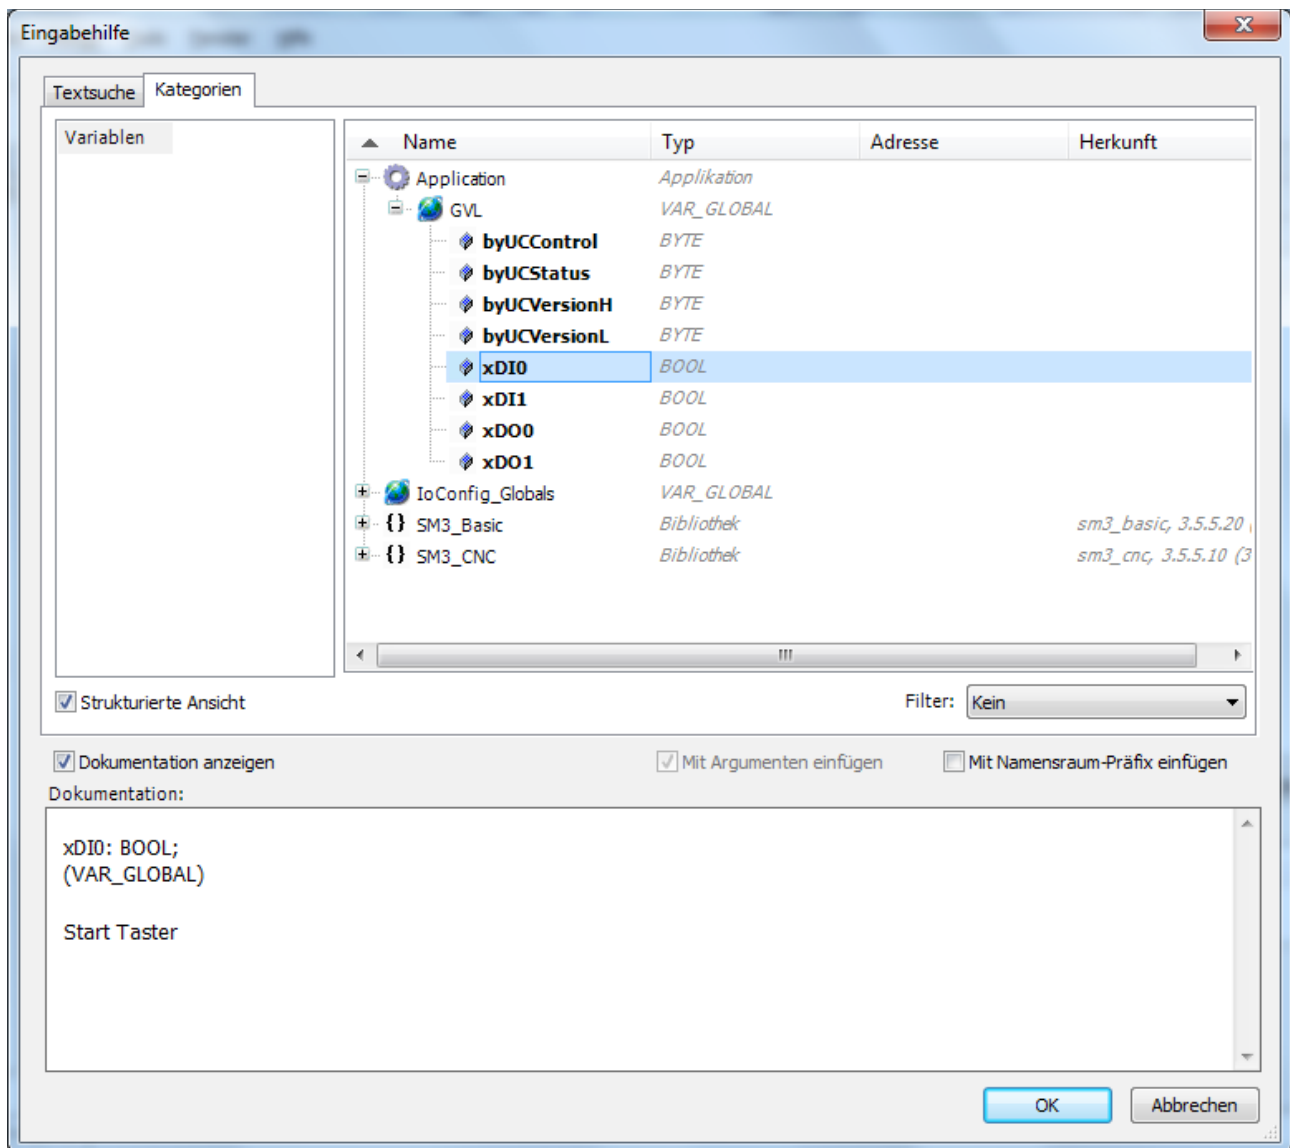 Eingabehilfe
Textsuche Kategorien
Variablen
Name Typ Adresse Herkunft
Application Applikation
GVL VAR_GLOBAL
byUCControl BYTE
byUCStatus BYTE
byUCVersionH BYTE
byUCVersionL BYTE
xDI0 BOOL
xDI1 BOOL
xDO0 BOOL
xDO1 BOOL
IoConfig_Globals VAR_GLOBAL
{} SM3_Basic Bibliothek sm3_basic, 3.5.5.20 (
{} SM3_CNC Bibliothek sm3_cnc, 3.5.5.10 (3
Strukturierte Ansicht Filter: Kein
Dokumentation anzeigen Mit Argumenten einfügen Mit Namensraum-Präfix einfügen
Dokumentation:
xDI0: BOOL;
(VAR_GLOBAL)
Start Taster
OK Abbrechen